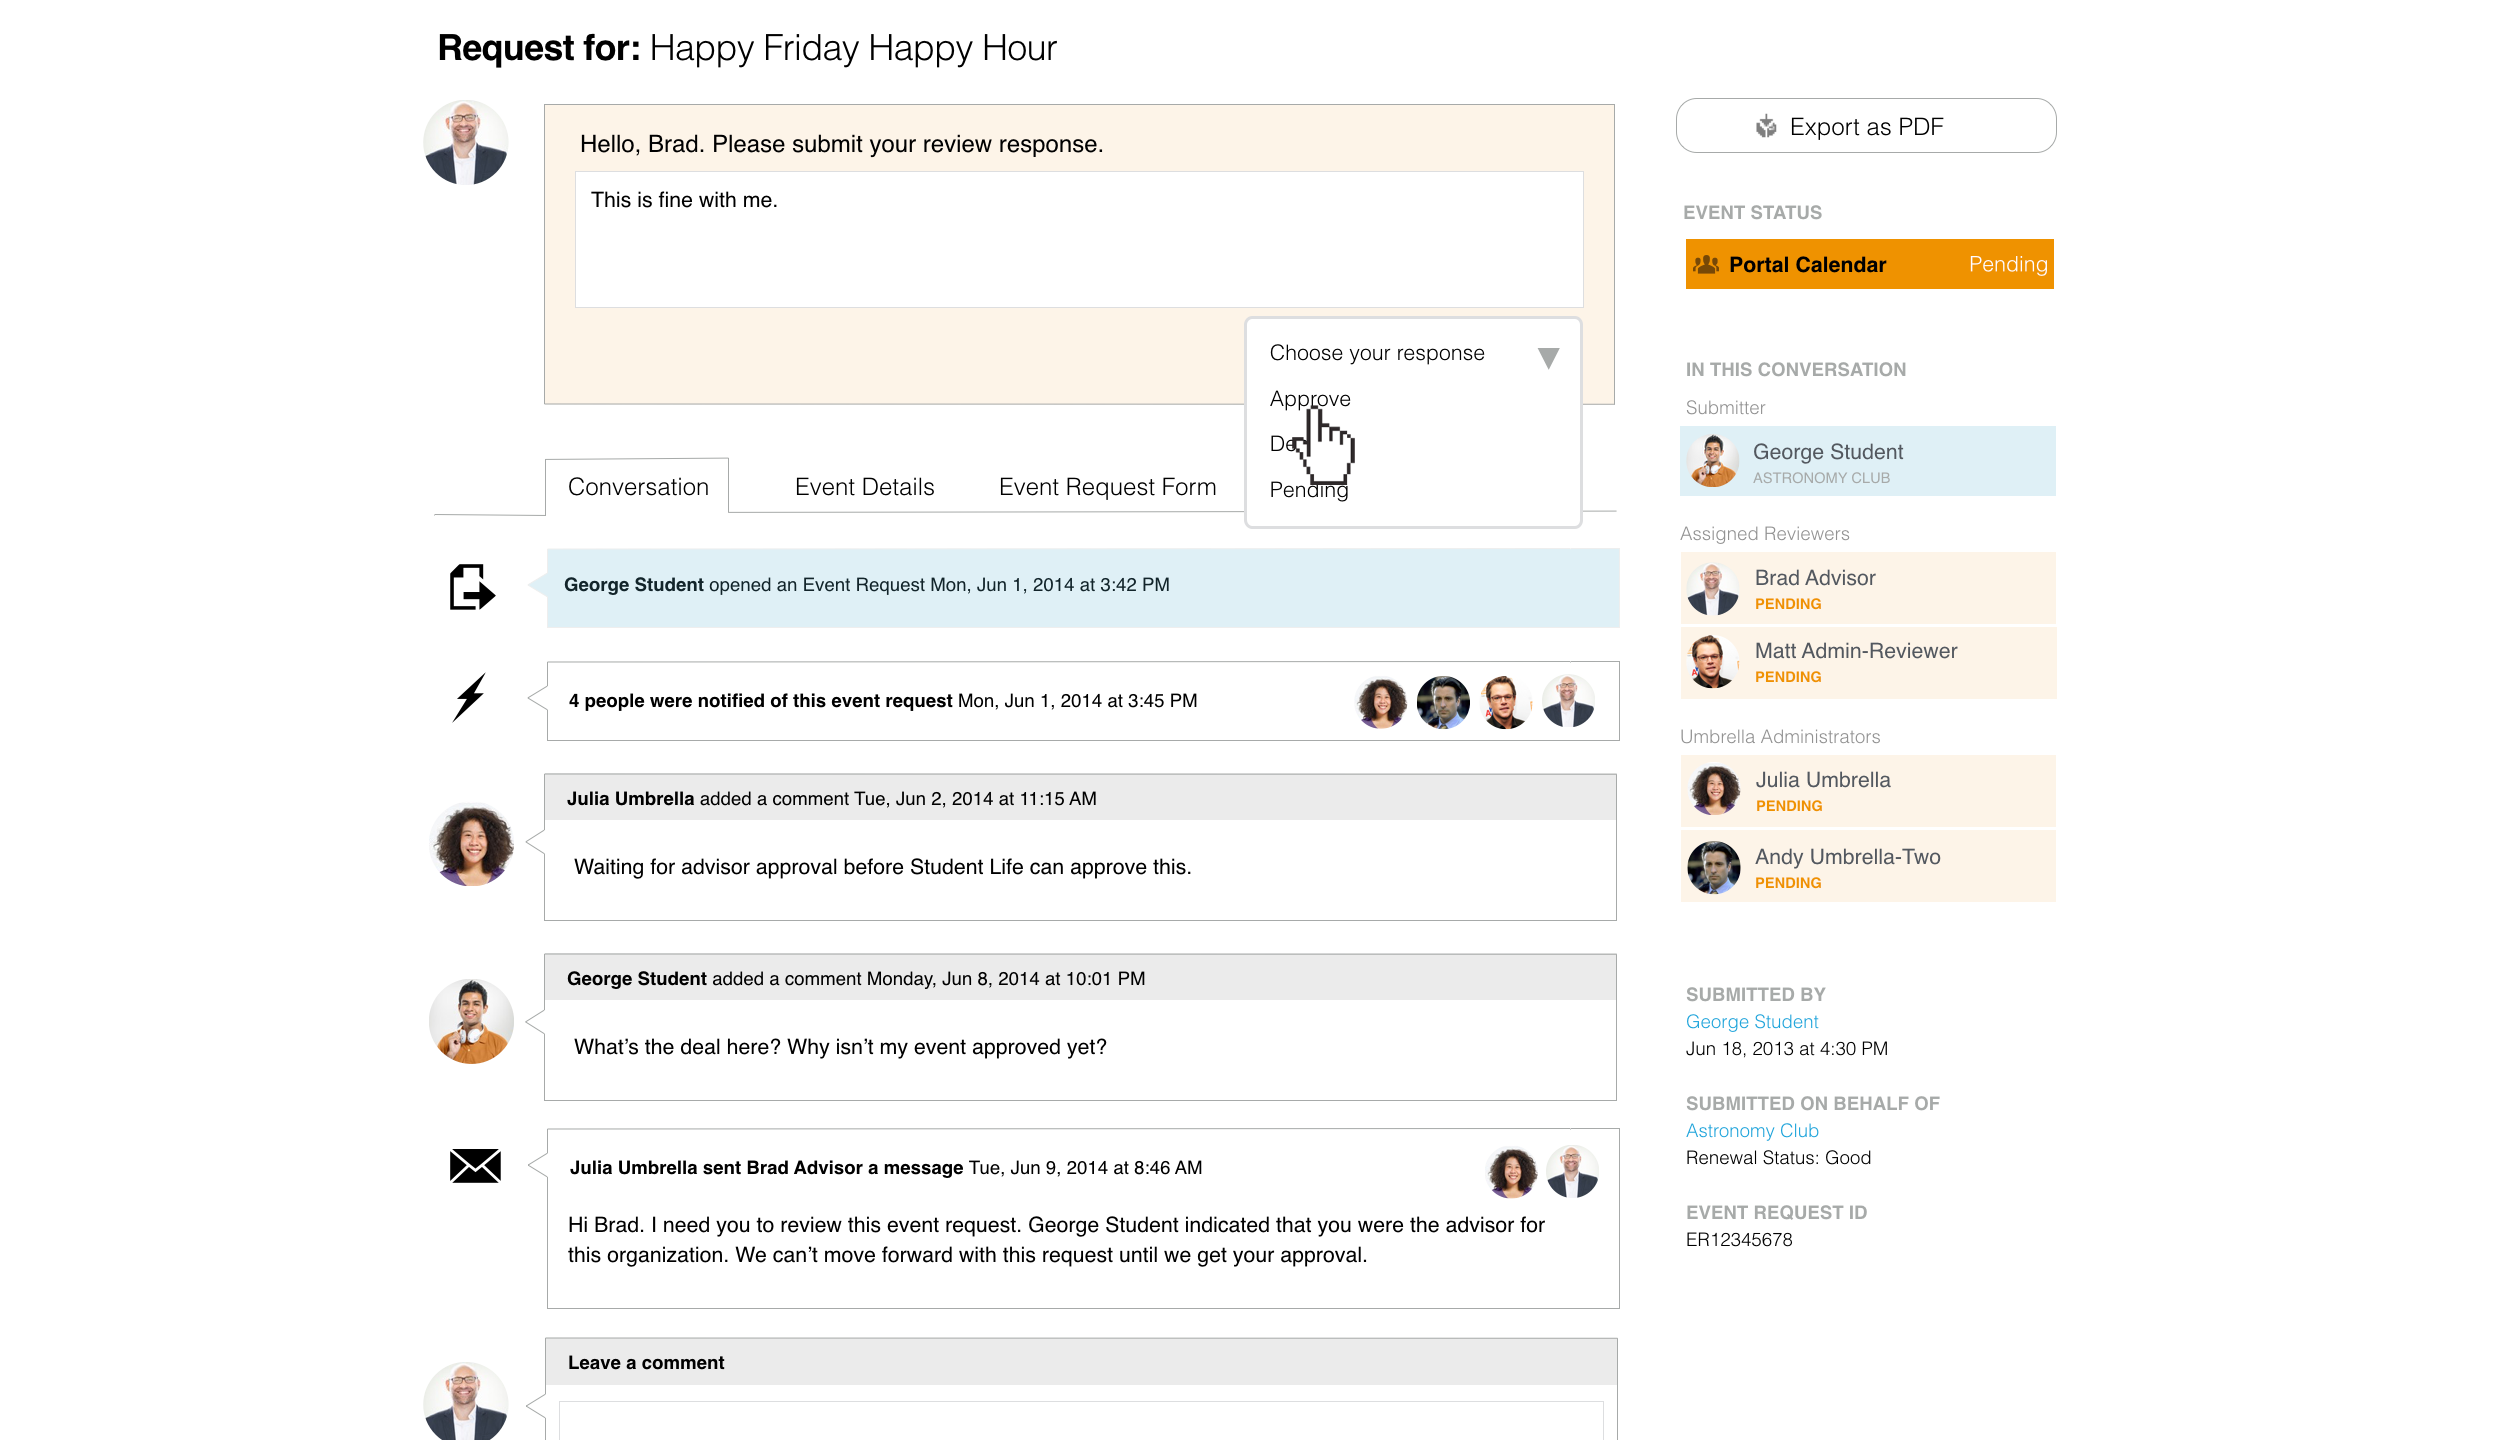 Request for: Happy Friday Happy Hour
Hello, Brad. Please submit your review response.
This is fine with me.
Choose your response
Approve
De
Pending
Conversation
Event Details
Event Request Form
George Student opened an Event Request Mon, Jun 1, 2014 at 3:42 PM
4 people were notified of this event request Mon, Jun 1, 2014 at 3:45 PM
Julia Umbrella added a comment Tue, Jun 2, 2014 at 11:15 AM
Waiting for advisor approval before Student Life can approve this.
George Student added a comment Monday, Jun 8, 2014 at 10:01 PM
What’s the deal here? Why isn’t my event approved yet?
Julia Umbrella sent Brad Advisor a message Tue, Jun 9, 2014 at 8:46 AM
Hi Brad. I need you to review this event request. George Student indicated that you were the advisor for
this organization. We can’t move forward with this request until we get your approval.
Leave a comment
Export as PDF
EVENT STATUS
Portal Calendar Pending
IN THIS CONVERSATION
Submitter
George Student
ASTRONOMY CLUB
Assigned Reviewers
Brad Advisor
PENDING
Matt Admin-Reviewer
PENDING
Umbrella Administrators
Julia Umbrella
PENDING
Andy Umbrella-Two
PENDING
SUBMITTED BY
George Student
Jun 18, 2013 at 4:30 PM
SUBMITTED ON BEHALF OF
Astronomy Club
Renewal Status: Good
EVENT REQUEST ID
ER12345678